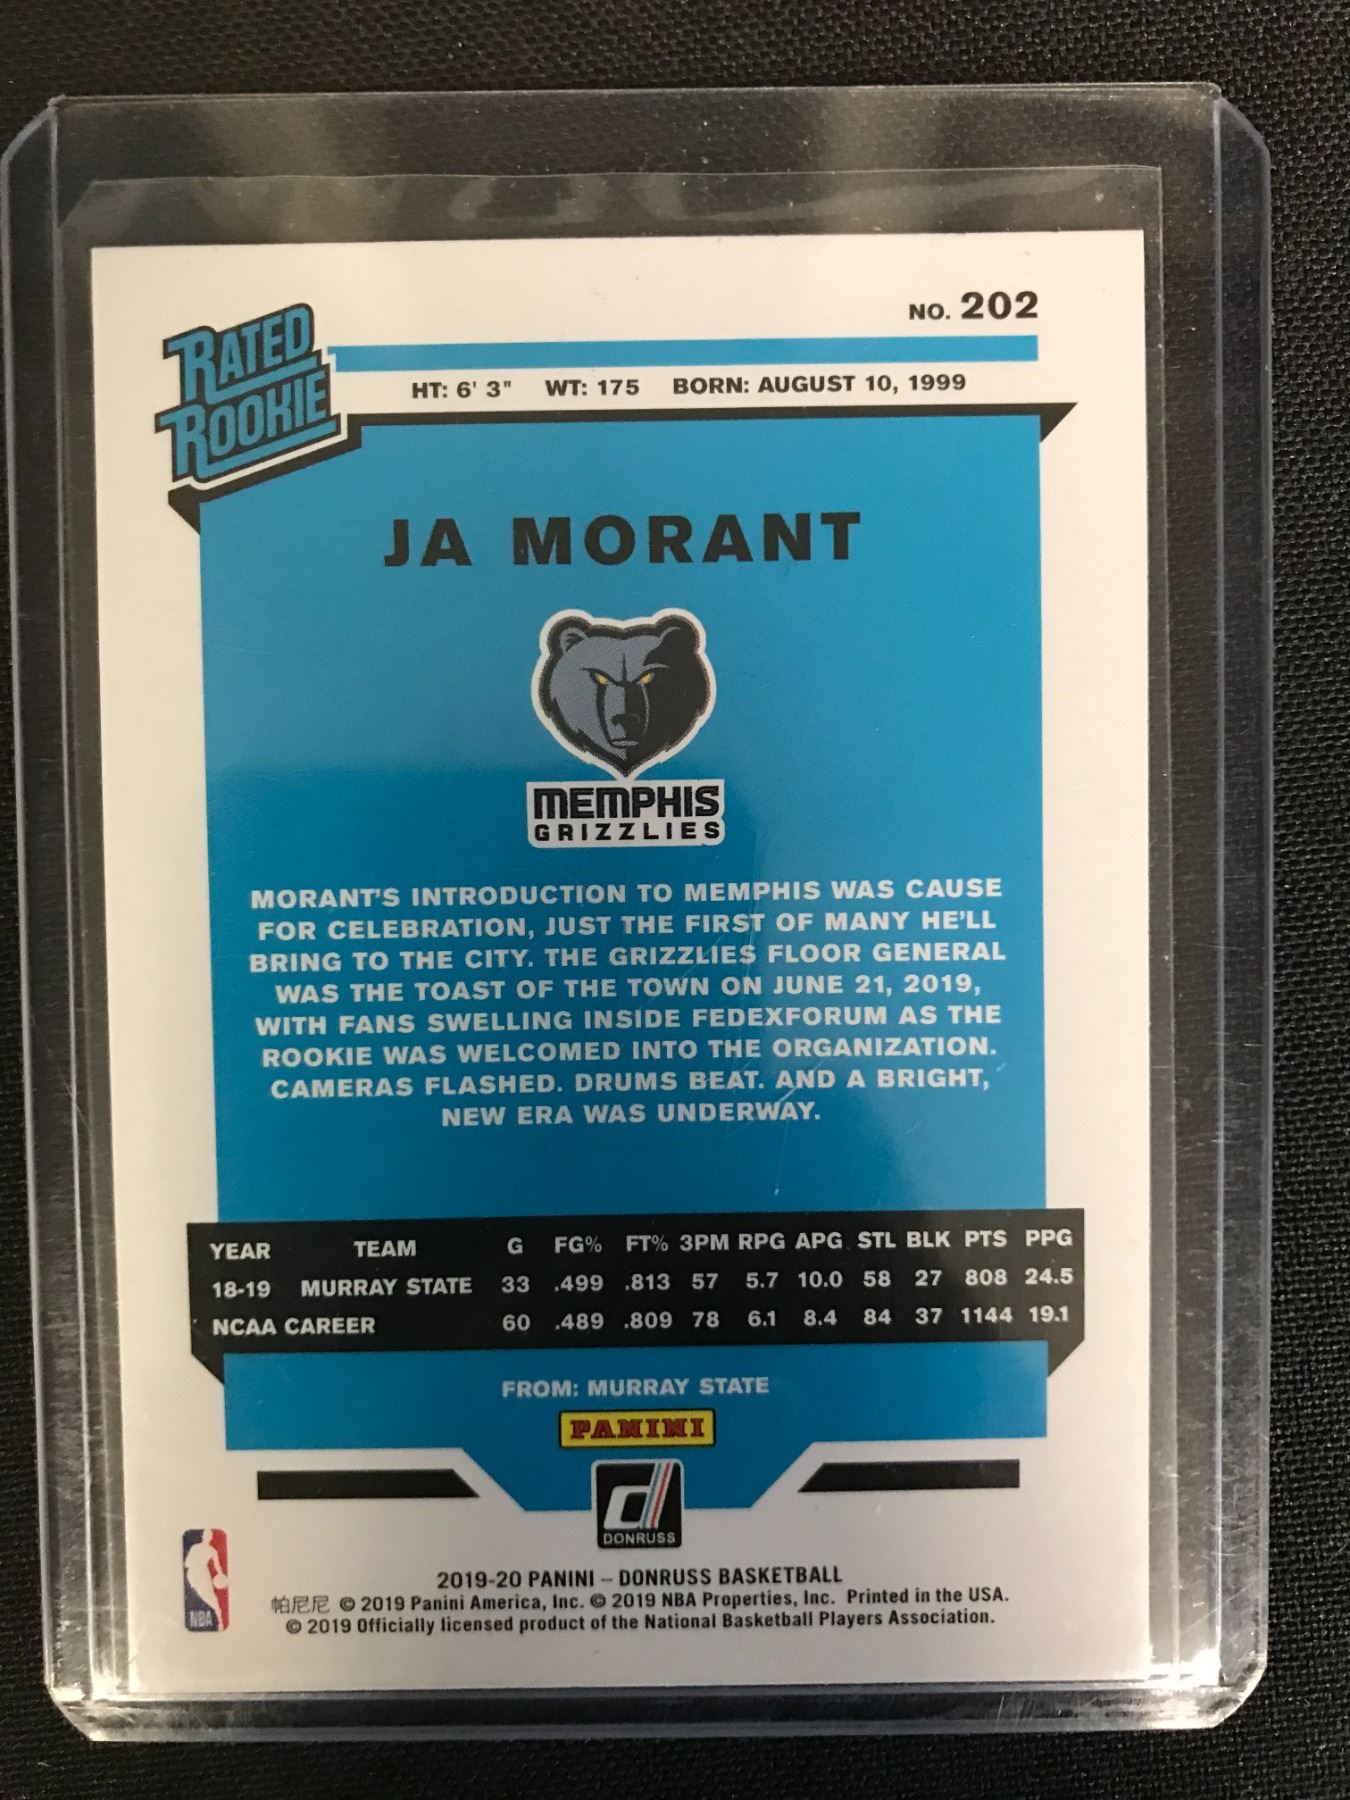 NO. 202
RATED
ROOKIE
HT: 6' 3" WT: 175 BORN: AUGUST 10, 1999
JA MORANT
MEMPHIS
GRIZZLIES
MORANT'S INTRODUCTION TO MEMPHIS WAS CAUSE
FOR CELEBRATION, JUST THE FIRST OF MANY HE'LL
BRING TO THE CITY. THE GRIZZLIES FLOOR GENERAL
WAS THE TOAST OF THE TOWN ON JUNE 21, 2019,
WITH FANS SWELLING INSIDE FEDEXFORUM AS THE
ROOKIE WAS WELCOMED INTO THE ORGANIZATION.
CAMERAS FLASHED. DRUMS BEAT. AND A BRIGHT,
NEW ERA WAS UNDERWAY.
YEAR TEAM G FG% FT% 3PM RPG APG STL BLK PTS PPG
18-19 MURRAY STATE 33 .499 .813 57 5.7 10.0 58 27 808 24.5
NCAA CAREER 60 .489 .809 78 6.1 8.4 84 37 1144 19.1
FROM: MURRAY STATE
PANINI
DONRUSS
NBA
2019-20 PANINI – DONRUSS BASKETBALL
帕尼尼 © 2019 Panini America, Inc. © 2019 NBA Properties, Inc. Printed in the USA.
© 2019 Officially licensed product of the National Basketball Players Association.